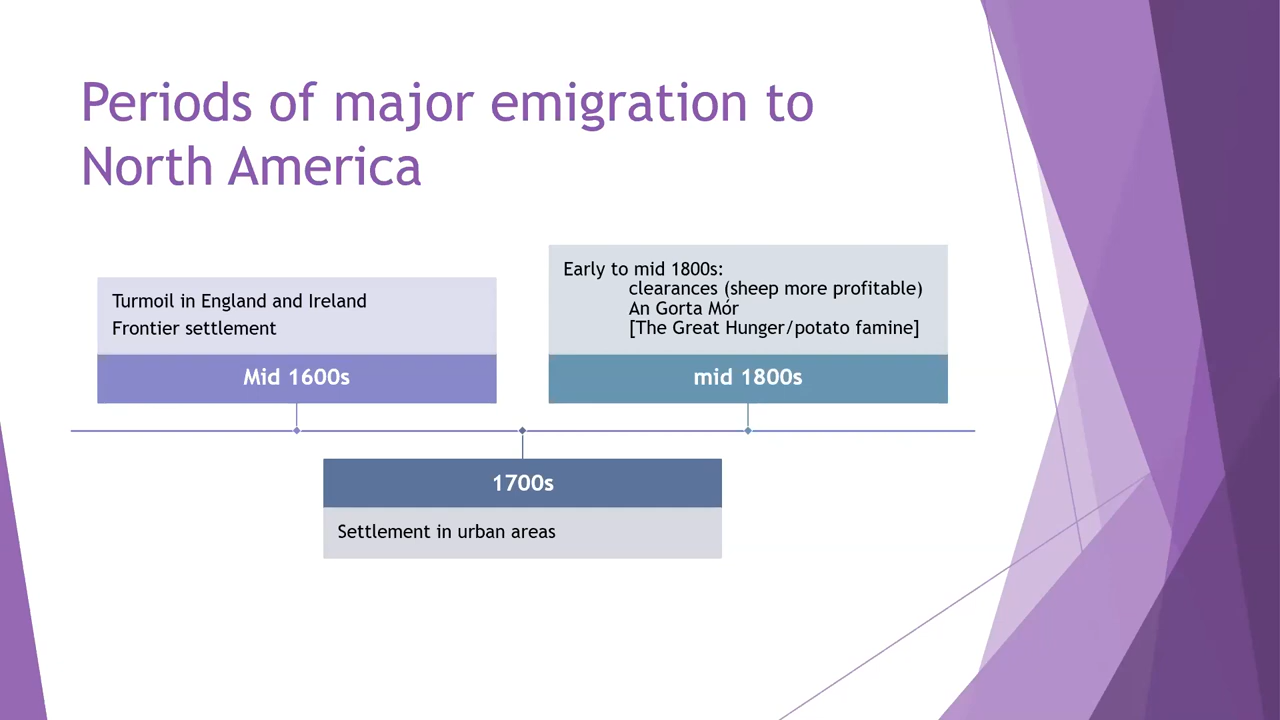 Periods of major emigration to
North America
Turmoil in England and Ireland
Frontier settlement
Mid 1600s
Early to mid 1800s:
clearances (sheep more profitable)
An Gorta Mór
[The Great Hunger/potato famine]
mid 1800s
1700s
Settlement in urban areas